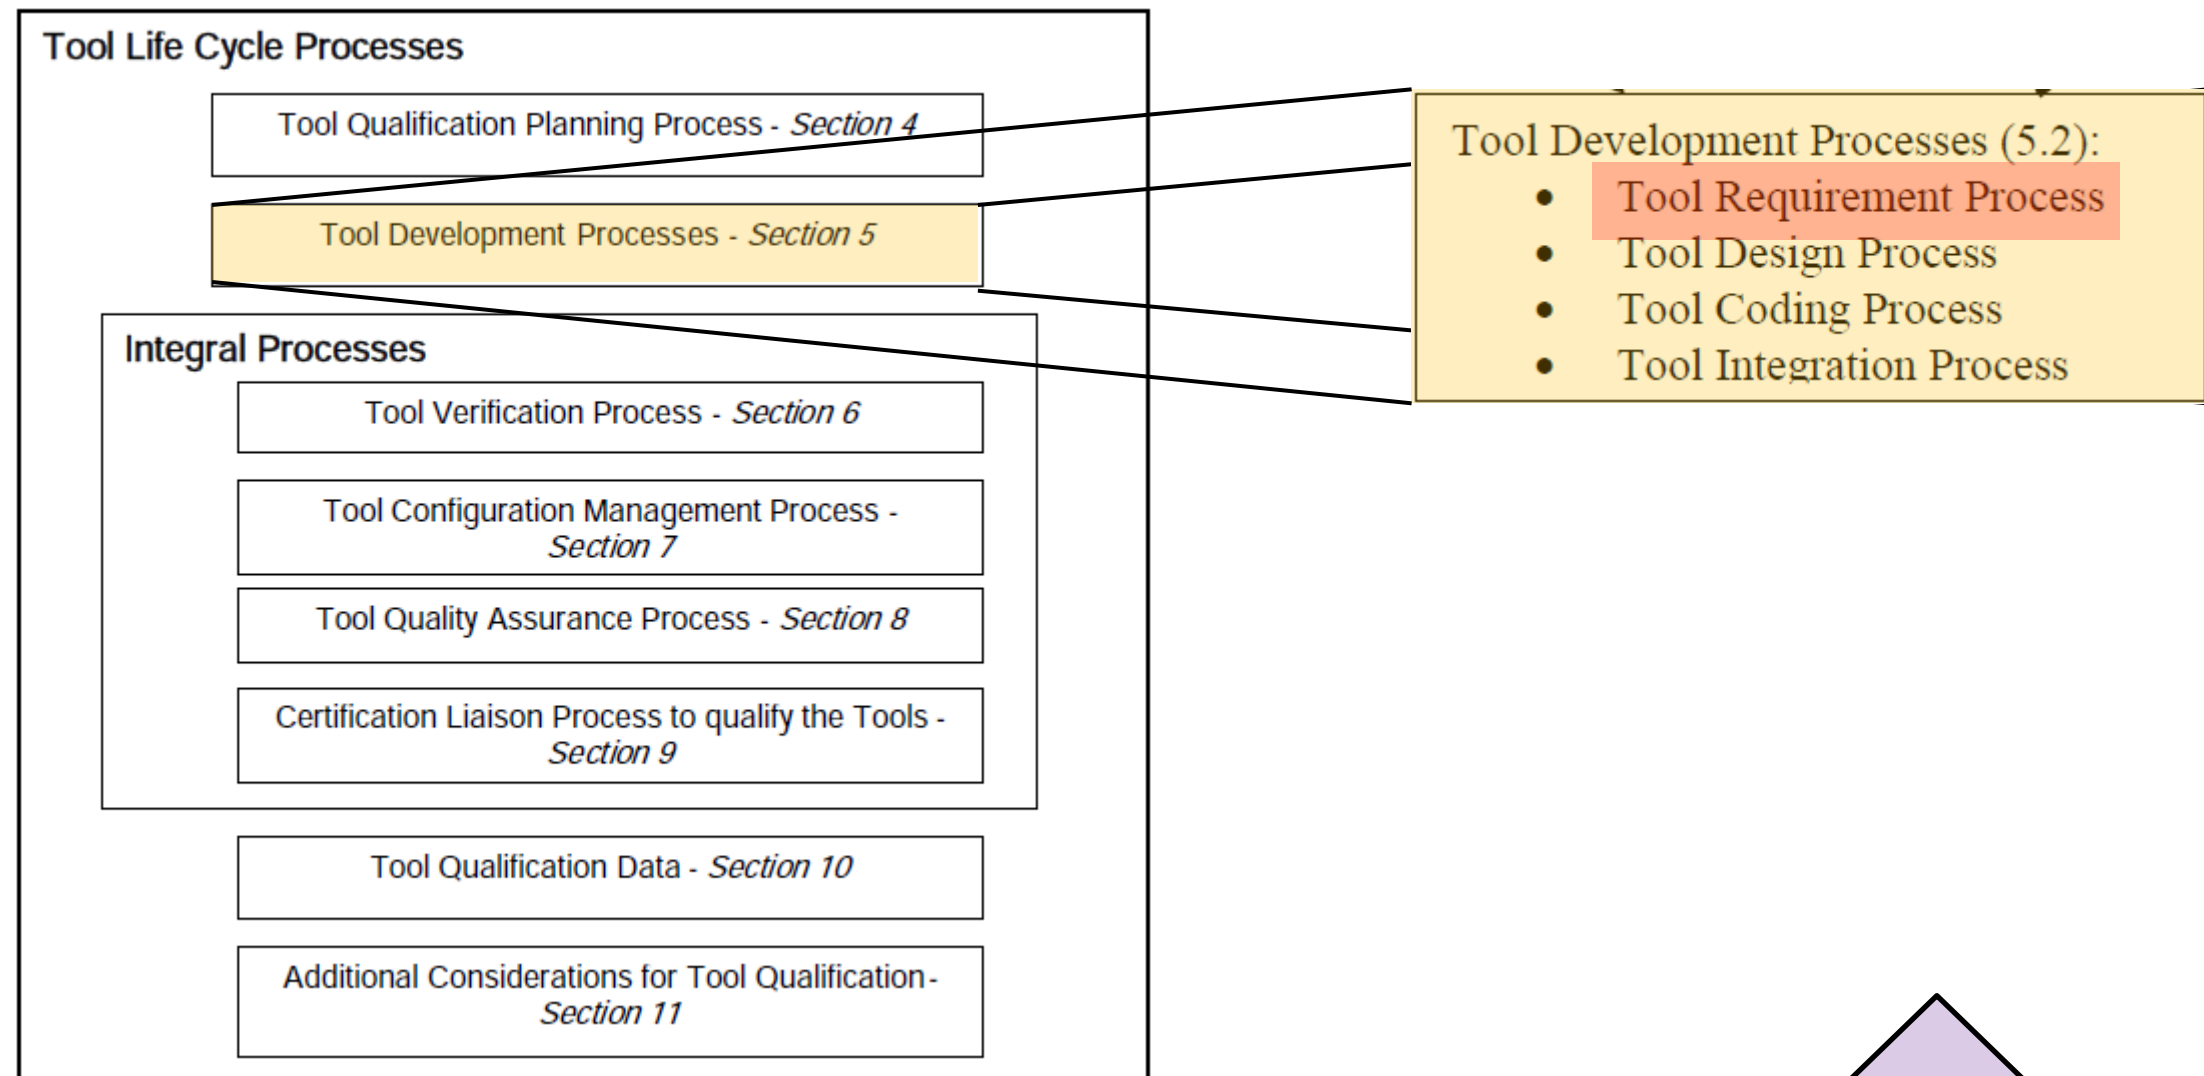 Tool Life Cycle Processes
Tool Qualification Planning Process - Section 4
Tool Development Processes - Section 5
Integral Processes
Tool Verification Process - Section 6
Tool Configuration Management Process -
Section 7
Tool Quality Assurance Process - Section 8
Certification Liaison Process to qualify the Tools -
Section 9
Tool Qualification Data - Section 10
Additional Considerations for Tool Qualification-
Section 11
Tool Development Processes (5.2):
• Tool Requirement Process
• Tool Design Process
• Tool Coding Process
• Tool Integration Process